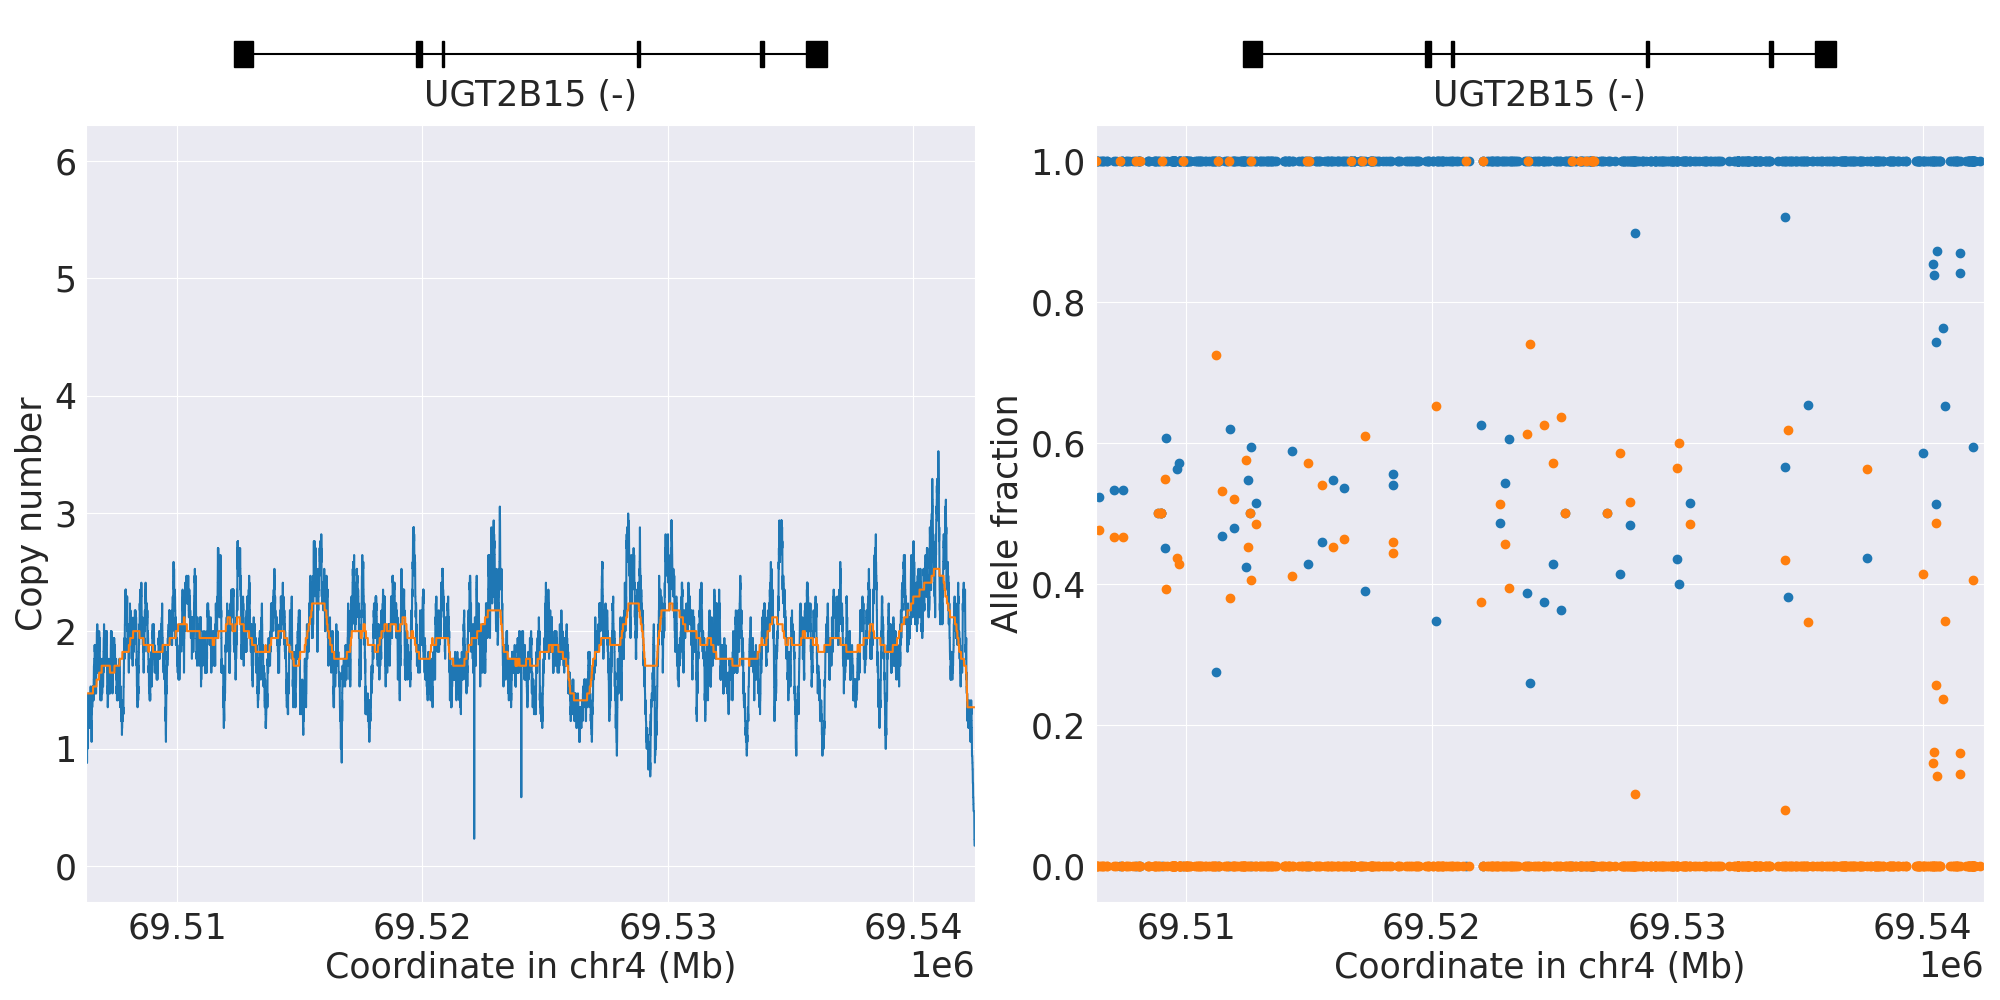 UGT2B15 (-)
6
5
4
3
2
1
0
Copy number
69.51 69.52 69.53 69.54
Coordinate in chr4 (Mb)
1e6
UGT2B15 (-)
1.0
0.8
0.6
0.4
0.2
0.0
Allele fraction
69.51 69.52 69.53 69.54
Coordinate in chr4 (Mb)
1e6